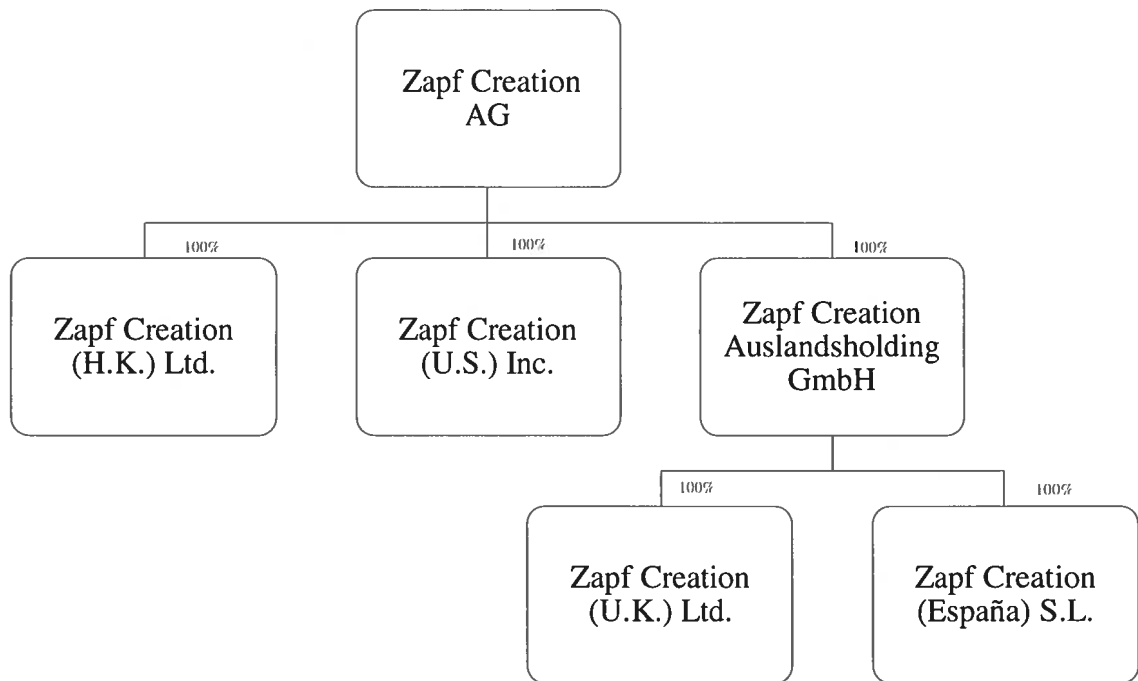 Zapf Creation
AG
100%
100%
100%
Zapf Creation
(H.K.) Ltd.
Zapf Creation
(U.S.) Inc.
Zapf Creation
Auslandsholding
GmbH
100%
100%
Zapf Creation
(U.K.) Ltd.
Zapf Creation
(España) S.L.